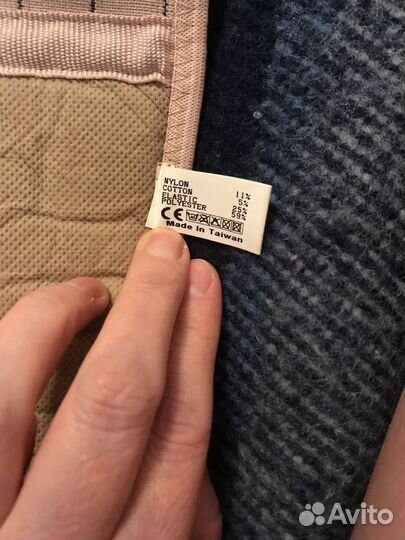 NYLON 11%
COTTON 5%
ELASTIC 25%
POLYESTER 59%
CE
Made In Taiwan
Avito